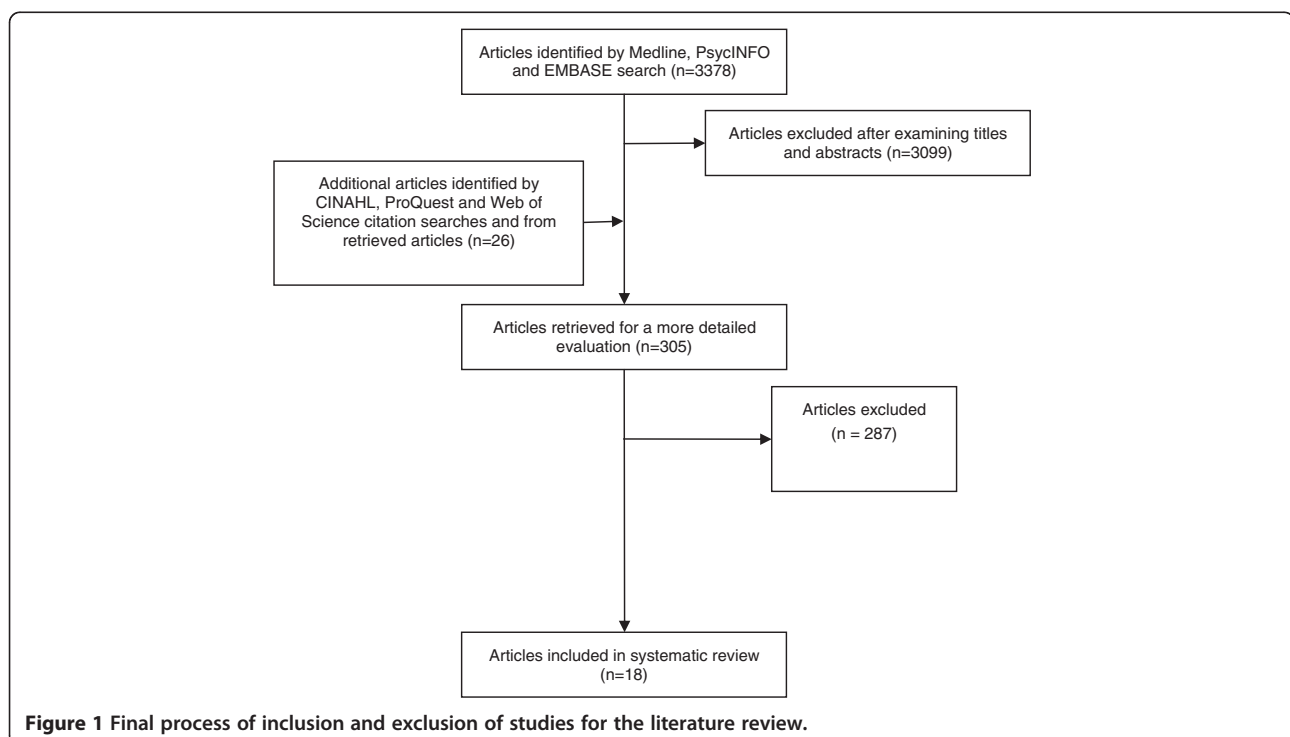 Articles identified by Medline, PsycINFO
and EMBASE search (n=3378)
Articles excluded after examining titles
and abstracts (n=3099)
Additional articles identified by
CINAHL, ProQuest and Web of
Science citation searches and from
retrieved articles (n=26)
Articles retrieved for a more detailed
evaluation (n=305)
Articles excluded
(n = 287)
Articles included in systematic review
(n=18)
Figure 1 Final process of inclusion and exclusion of studies for the literature review.